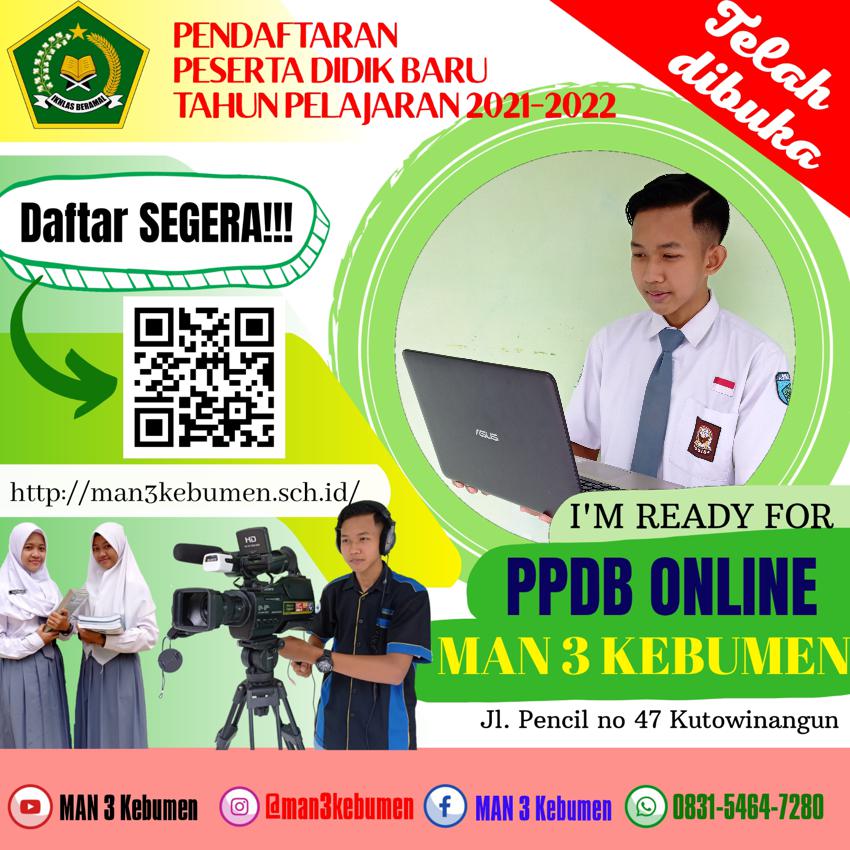 IKHLAS BERAMAL
PENDAFTARAN
PESERTA DIDIK BARU
TAHUN PELAJARAN 2021-2022
Telah
dibuka
Daftar SEGERA!!!
http://man3kebumen.sch.id/
ASUS
HD
I'M READY FOR
PPDB ONLINE
MAN 3 KEBUMEN
Jl. Pencil no 47 Kutowinangun
MAN 3 Kebumen
@man3kebumen
MAN 3 Kebumen
0831-5464-7280